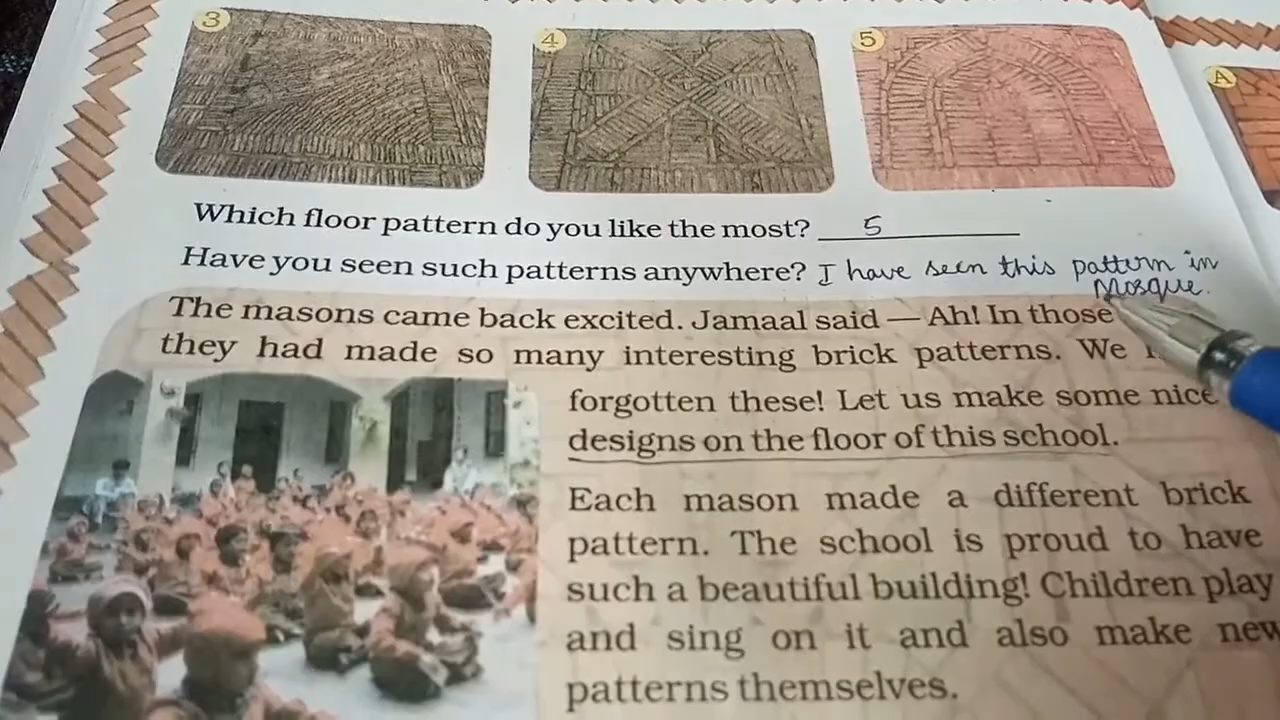 3
4
5
A
Which floor pattern do you like the most? 5
Have you seen such patterns anywhere? I have seen this pattern in
Mosque.
The masons came back excited. Jamaal said — Ah! In those
they had made so many interesting brick patterns. We
forgotten these! Let us make some nice
designs on the floor of this school.
Each mason made a different brick
pattern. The school is proud to have
such a beautiful building! Children play
and sing on it and also make new
patterns themselves.